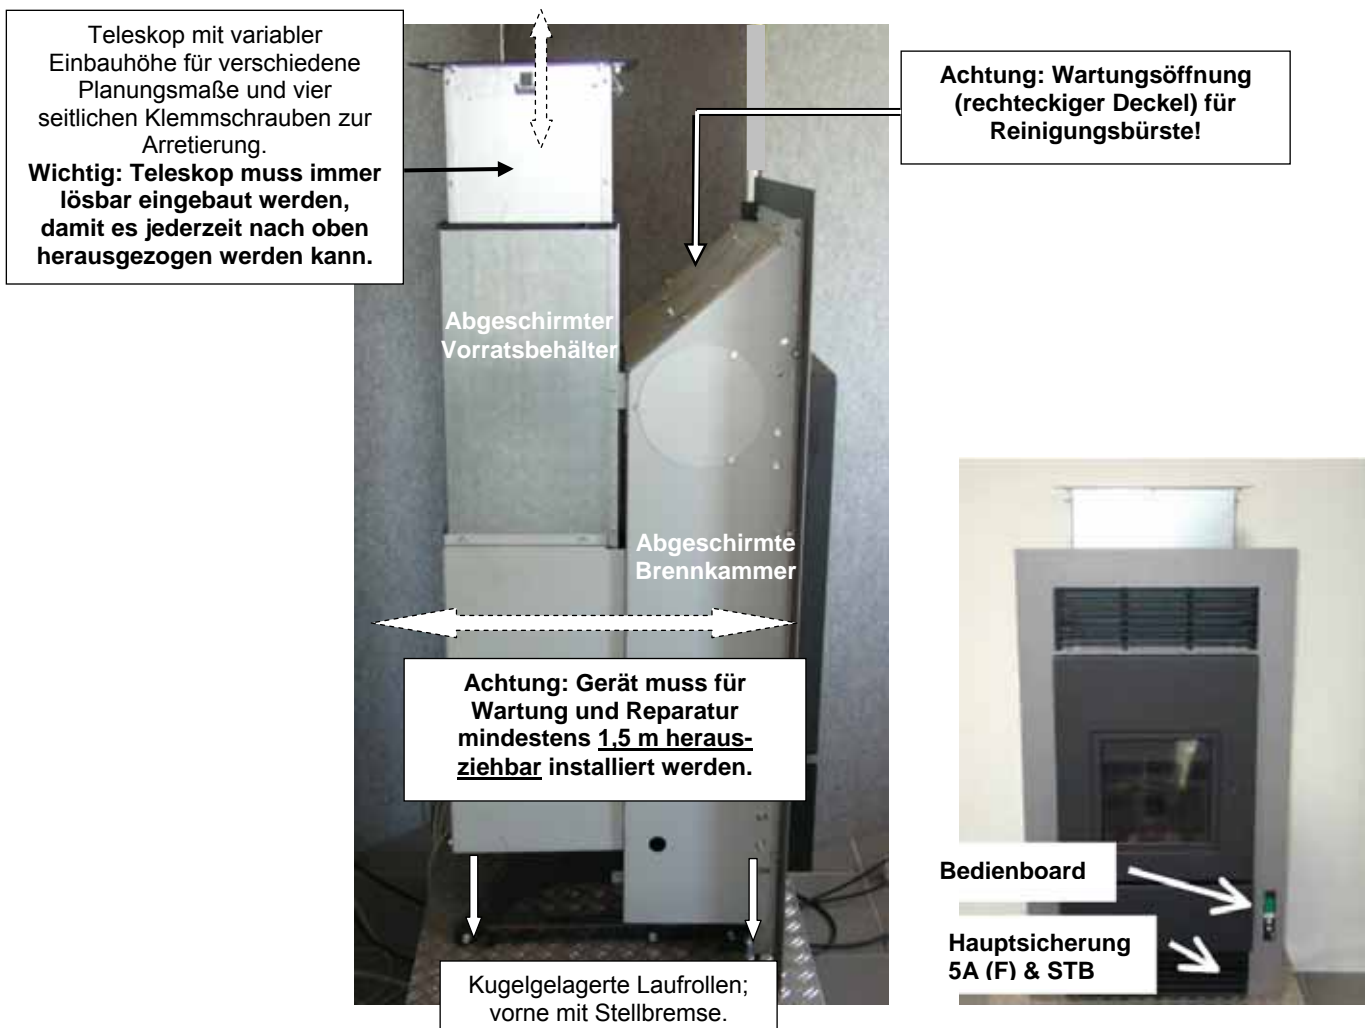 Teleskop mit variabler
Einbauhöhe für verschiedene
Planungsmaße und vier
seitlichen Klemmschrauben zur
Arretierung.
Wichtig: Teleskop muss immer
lösbar eingebaut werden,
damit es jederzeit nach oben
herausgezogen werden kann.
Achtung: Wartungsöffnung
(rechteckiger Deckel) für
Reinigungsbürste!
Abgeschirmter
Vorratsbehälter
Abgeschirmte
Brennkammer
Achtung: Gerät muss für
Wartung und Reparatur
mindestens 1,5 m heraus-
ziehbar installiert werden.
Kugelgelagerte Laufrollen;
vorne mit Stellbremse.
Bedienboard
Hauptsicherung
5A (F) & STB